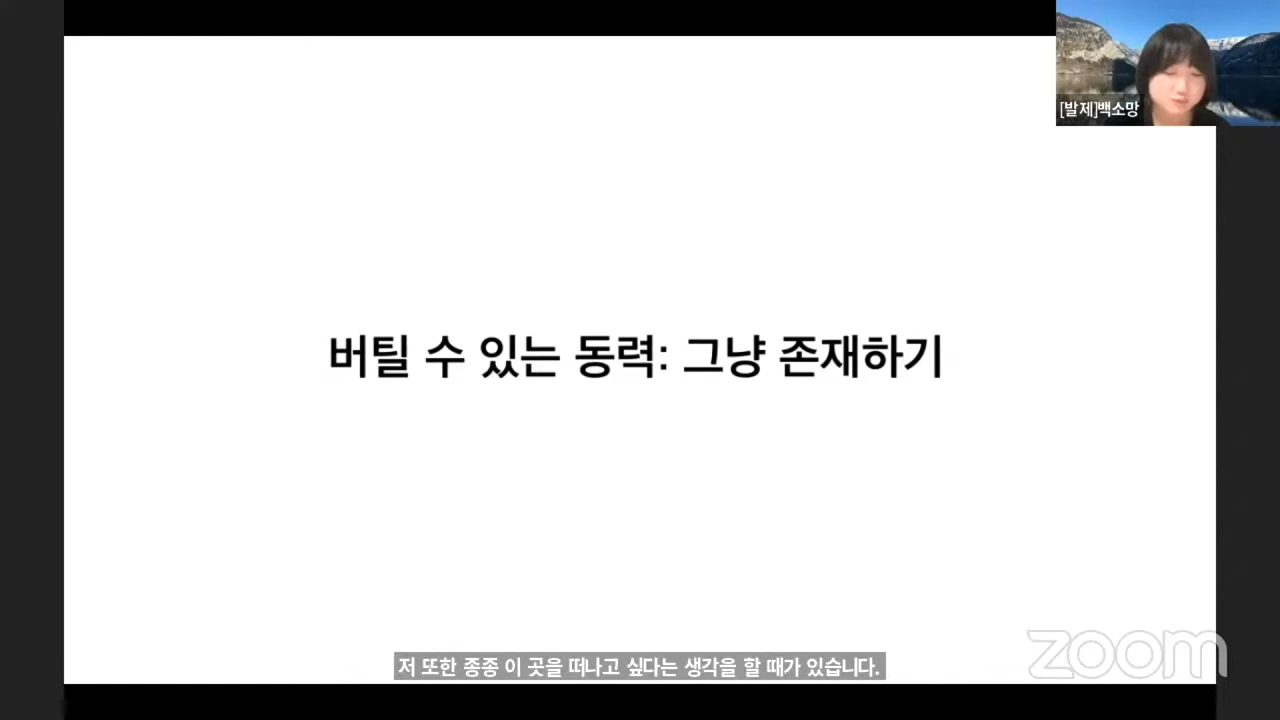 [발제]백소망
버틸 수 있는 동력: 그냥 존재하기
저 또한 종종 이 곳을 떠나고 싶다는 생각을 할 때가 있습니다.
zoom